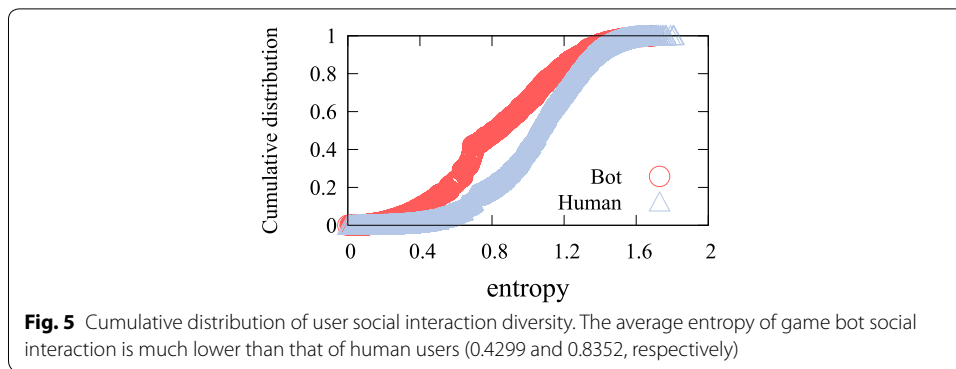 Cumulative distribution
1
0.8
0.6
0.4
0.2
0
Bot
Human
0 0.4 0.8 1.2 1.6 2
entropy
Fig. 5 Cumulative distribution of user social interaction diversity. The average entropy of game bot social
interaction is much lower than that of human users (0.4299 and 0.8352, respectively)